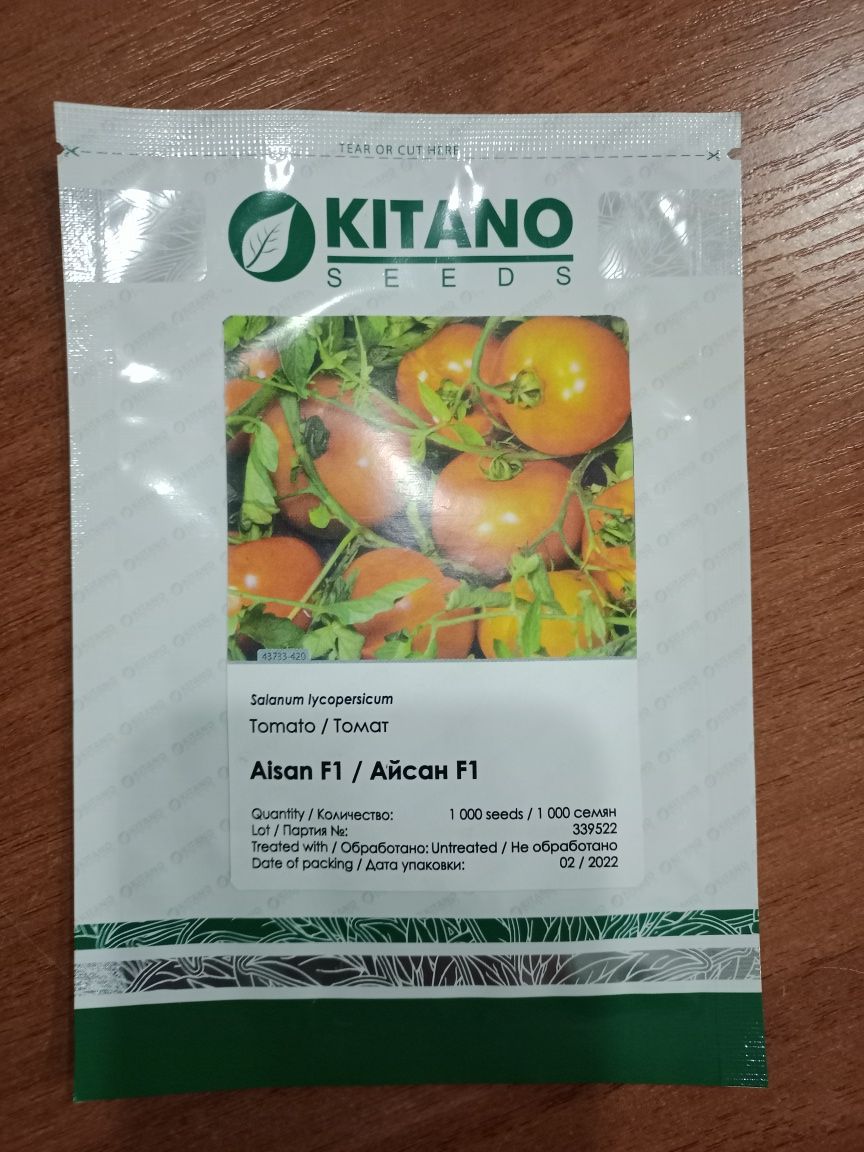 TEAR OR CUT HERE
KITANO
SEEDS
43733-420
Salanum lycopersicum
Tomato / Томат
Aisan F1 / Айсан F1
Quantity / Количество: 1 000 seeds / 1 000 семян
Lot / Партия №: 339522
Treated with / Обработано: Untreated / Не обработано
Date of packing / Дата упаковки: 02 / 2022